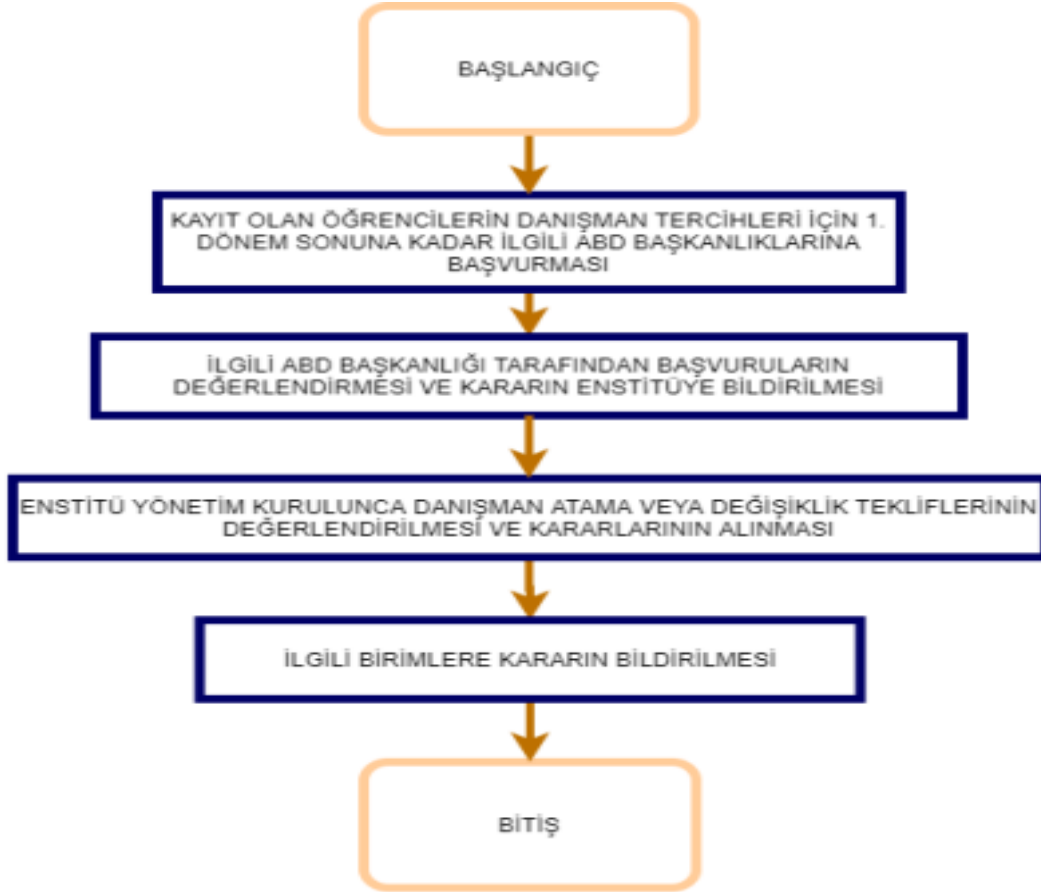 BAŞLANGIÇ
KAYIT OLAN ÖĞRENCİLERİN DANIŞMAN TERCİHLERİ İÇİN 1.
DÖNEM SONUNA KADAR İLGİLİ ABD BAŞKANLIKLARINA
BAŞVURMASI
İLGİLİ ABD BAŞKANLIĞI TARAFINDAN BAŞVURULARIN
DEĞERLENDİRMESİ VE KARARIN ENSTİTÜYE BİLDİRİLMESİ
ENSTİTÜ YÖNETİM KURULUNCA DANIŞMAN ATAMA VEYA DEĞİŞİKLİK TEKLİFLERİNİN
DEĞERLENDİRİLMESİ VE KARARLARININ ALINMASI
İLGİLİ BİRİMLERE KARARIN BİLDİRİLMESİ
BİTİŞ